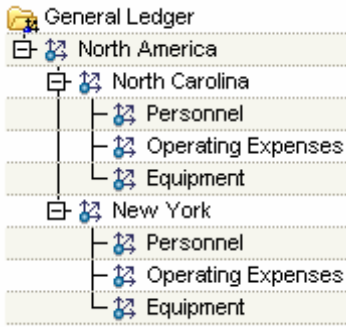 General Ledger
North America
North Carolina
Personnel
Operating Expenses
Equipment
New York
Personnel
Operating Expenses
Equipment